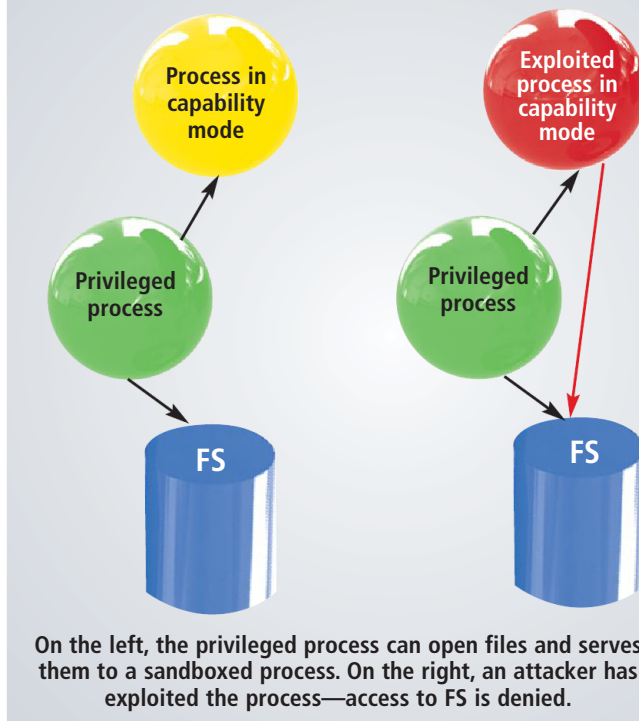 Process in
capability
mode
Exploited
process in
capability
mode
Privileged
process
Privileged
process
FS
FS
On the left, the privileged process can open files and serves
them to a sandboxed process. On the right, an attacker has
exploited the process—access to FS is denied.